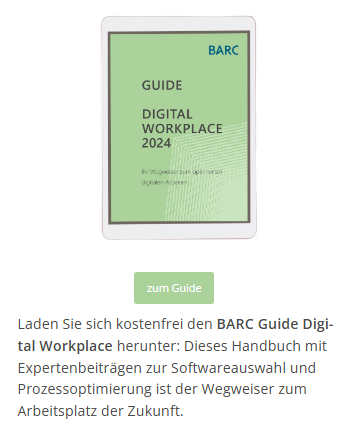 BARC
GUIDE
DIGITAL
WORKPLACE
2024
Ihr Wegweiser zum optimierten
digitalen Arbeiten
zum Guide
Laden Sie sich kostenfrei den BARC Guide Digi-
tal Workplace herunter: Dieses Handbuch mit
Expertenbeiträgen zur Softwareauswahl und
Prozessoptimierung ist der Wegweiser zum
Arbeitsplatz der Zukunft.